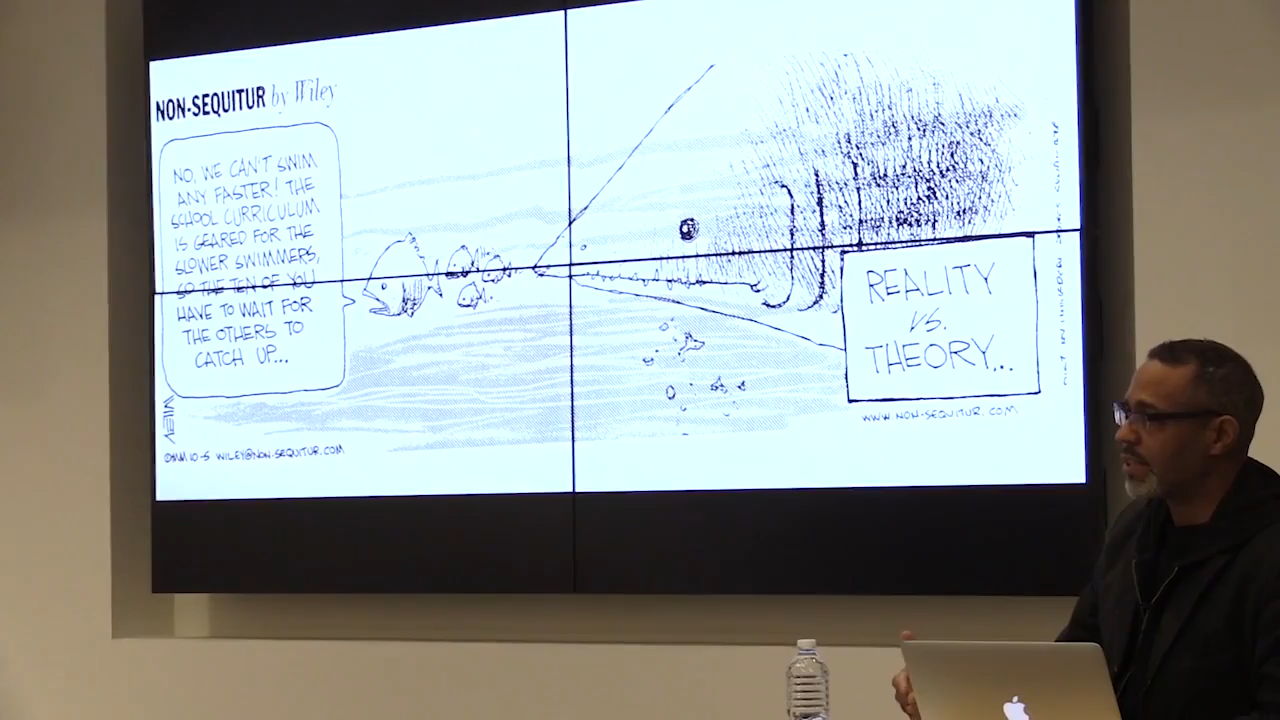 NON-SEQUITUR by Wiley
NO, WE CAN'T SWIM
ANY FASTER! THE
SCHOOL CURRICULUM
IS GEARED FOR THE
SLOWER SWIMMERS,
SO THE TEN OF YOU
HAVE TO WAIT FOR
THE OTHERS TO
CATCH UP...
WILEY
10-5 WILEY@NON-SEQUITUR.COM
REALITY
VS.
THEORY...
WWW.NON-SEQUITUR.COM